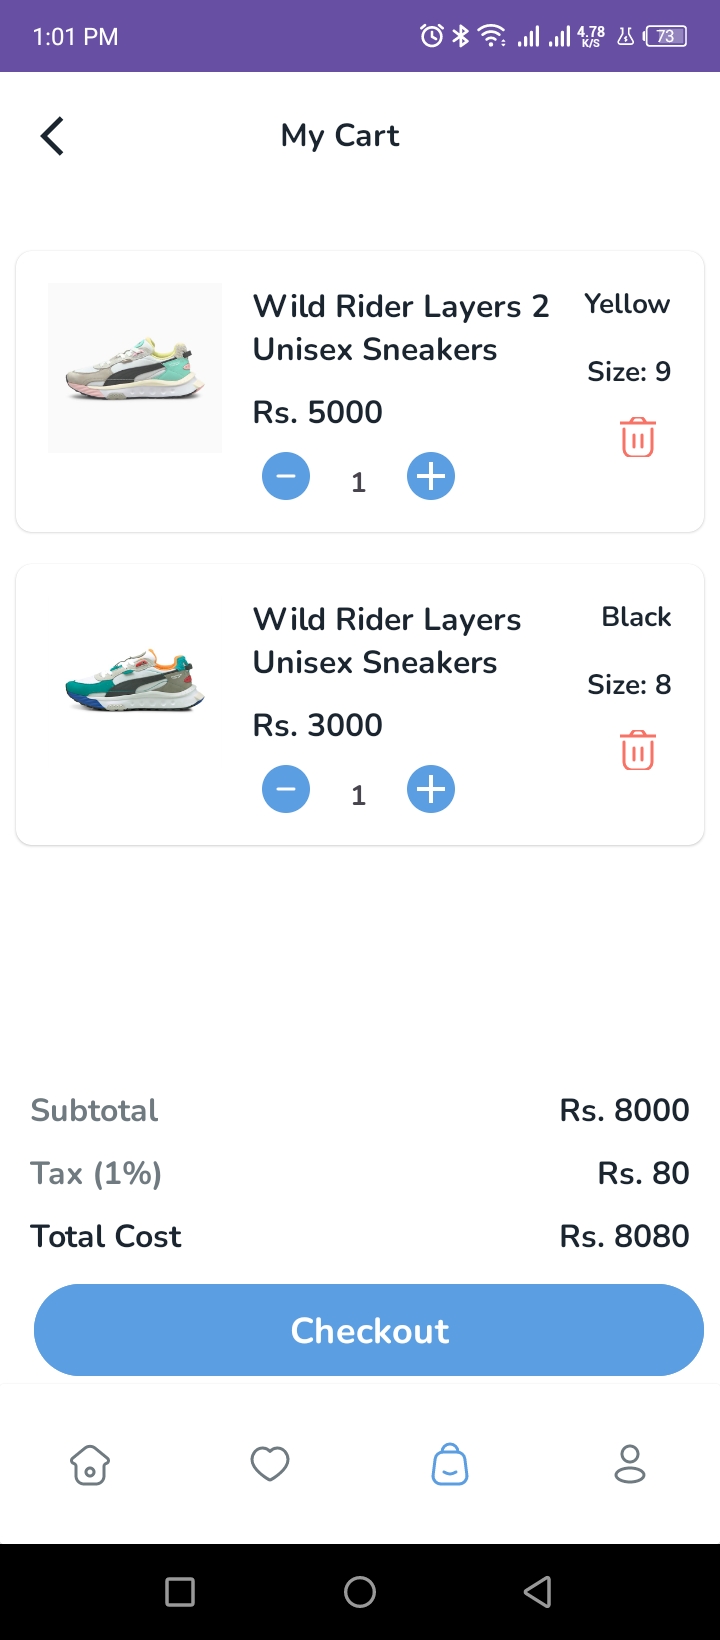 1:01 PM
4.78
K/S
73
My Cart
Wild Rider Layers 2
Unisex Sneakers
Yellow
Size: 9
Rs. 5000
1
Wild Rider Layers
Unisex Sneakers
Black
Size: 8
Rs. 3000
1
Subtotal
Rs. 8000
Tax (1%)
Rs. 80
Total Cost
Rs. 8080
Checkout